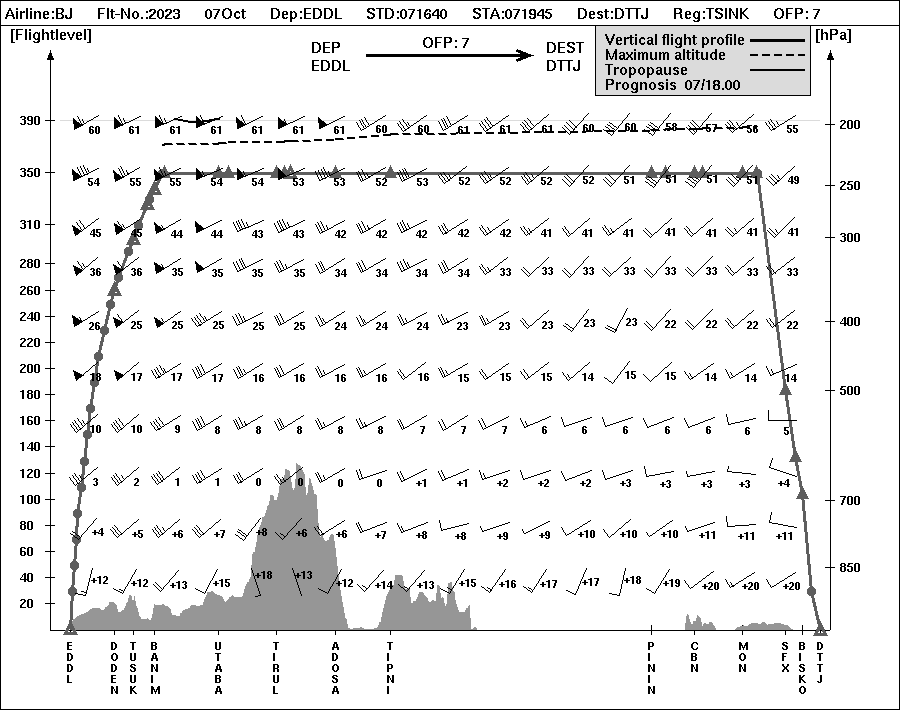 Airline:BJ Flt-No.:2023 07Oct Dep:EDDL STD:071640 STA:071945 Dest:DTTJ Reg:TSINK OFP: 7
[Flightlevel] [hPa]
DEP OFP: 7 DEST
EDDL DTTJ
Vertical flight profile
Maximum altitude
Tropopause
Prognosis 07/18.00
390 60 61 61 61 61 61 61 60 60 61 61 61 60 60 58 57 56 55 200
350 54 55 55 54 54 53 53 52 53 52 52 52 52 51 51 51 51 49 250
310 45 45 44 44 43 43 42 42 42 42 42 41 41 41 41 41 41 41 300
280 36 36 35 35 35 35 34 34 34 34 33 33 33 33 33 33 33 33
260
240
220 26 25 25 25 25 25 24 24 24 23 23 23 23 23 22 22 22 22 400
200
180 18 17 17 17 16 16 16 16 16 15 15 15 14 15 15 14 14 14 500
160
140 10 10 9 8 8 8 8 8 7 7 7 6 6 6 6 6 6 5
120 3 2 1 1 0 0 0 0 +1 +1 +2 +2 +2 +3 +3 +3 +3 +4
100 700
80 +4 +5 +6 +7 +8 +6 +6 +7 +8 +8 +9 +9 +10 +10 +10 +11 +11 +11
60
40 +12 +12 +13 +15 +18 +13 +12 +14 +13 +15 +16 +17 +17 +18 +19 +20 +20 +20 850
20
EDDL DODEN TUSUK BANIM UTABA TIRUL ADOSA TIPNI PININ CBN MON SFX BISKO DTTJ